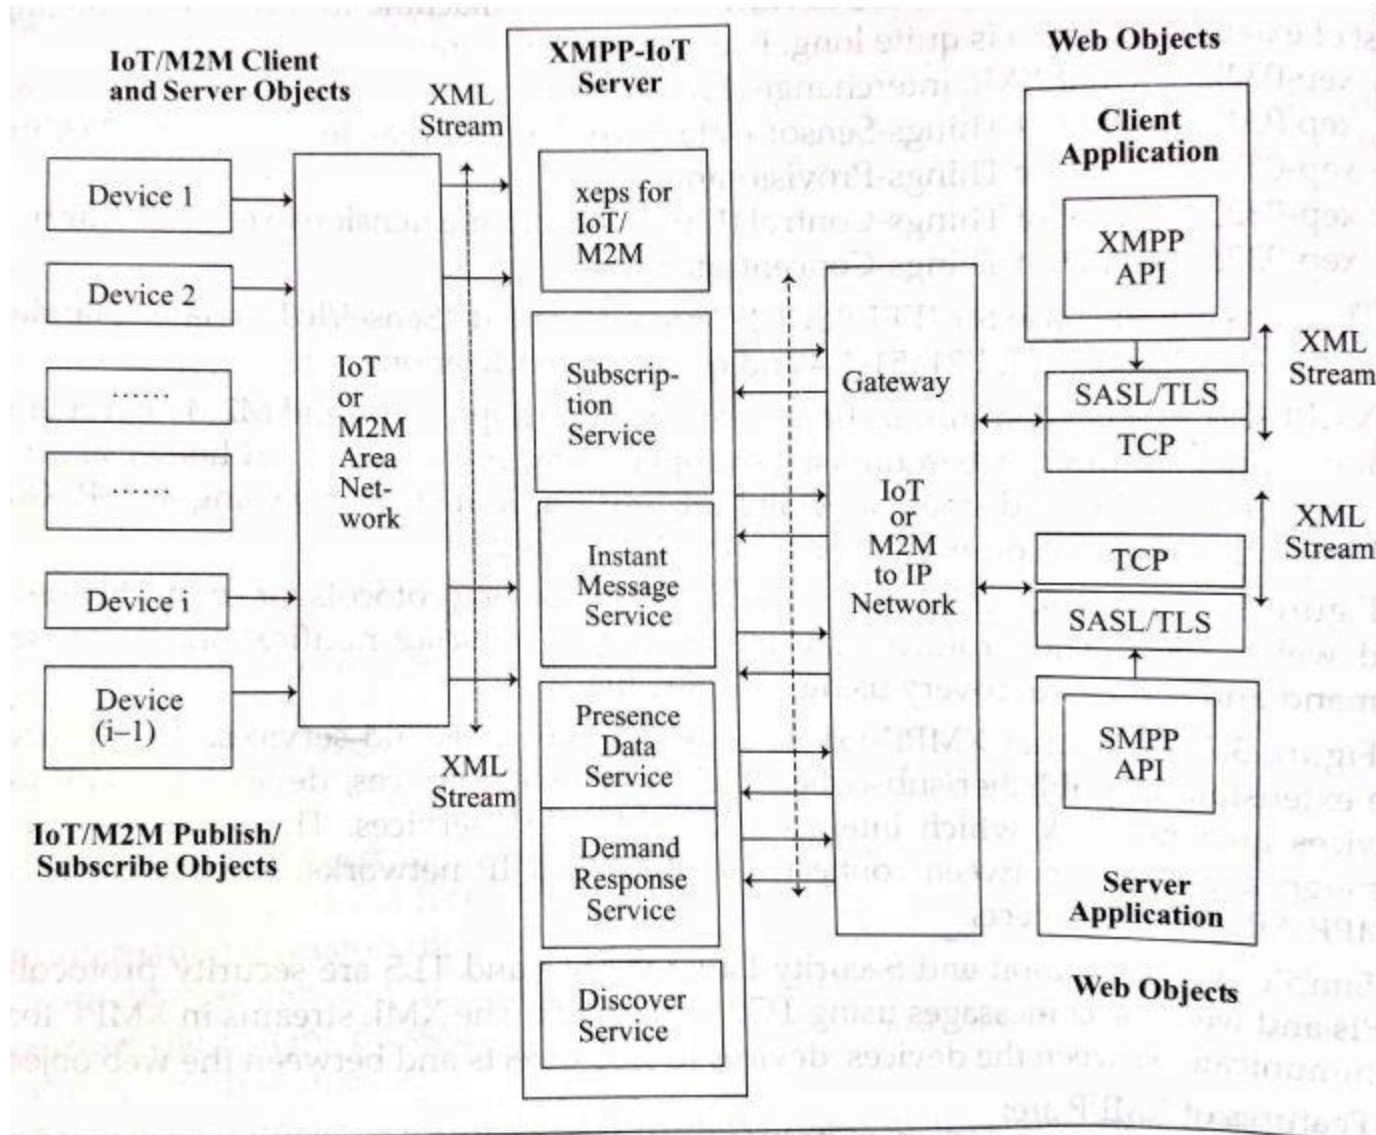 IoT/M2M Client
and Server Objects
Device 1
Device 2
........
........
Device i
Device
(i–1)
IoT/M2M Publish/
Subscribe Objects
IoT
or
M2M
Area
Net-
work
XML
Stream
XML
Stream
XMPP-IoT
Server
xeps for
IoT/
M2M
Subscrip-
tion
Service
Instant
Message
Service
Presence
Data
Service
Demand
Response
Service
Discover
Service
Gateway
IoT
or
M2M
to IP
Network
Web Objects
Client
Application
XMPP
API
SASL/TLS
TCP
XML
Stream
XML
Stream
TCP
SASL/TLS
SMPP
API
Server
Application
Web Objects